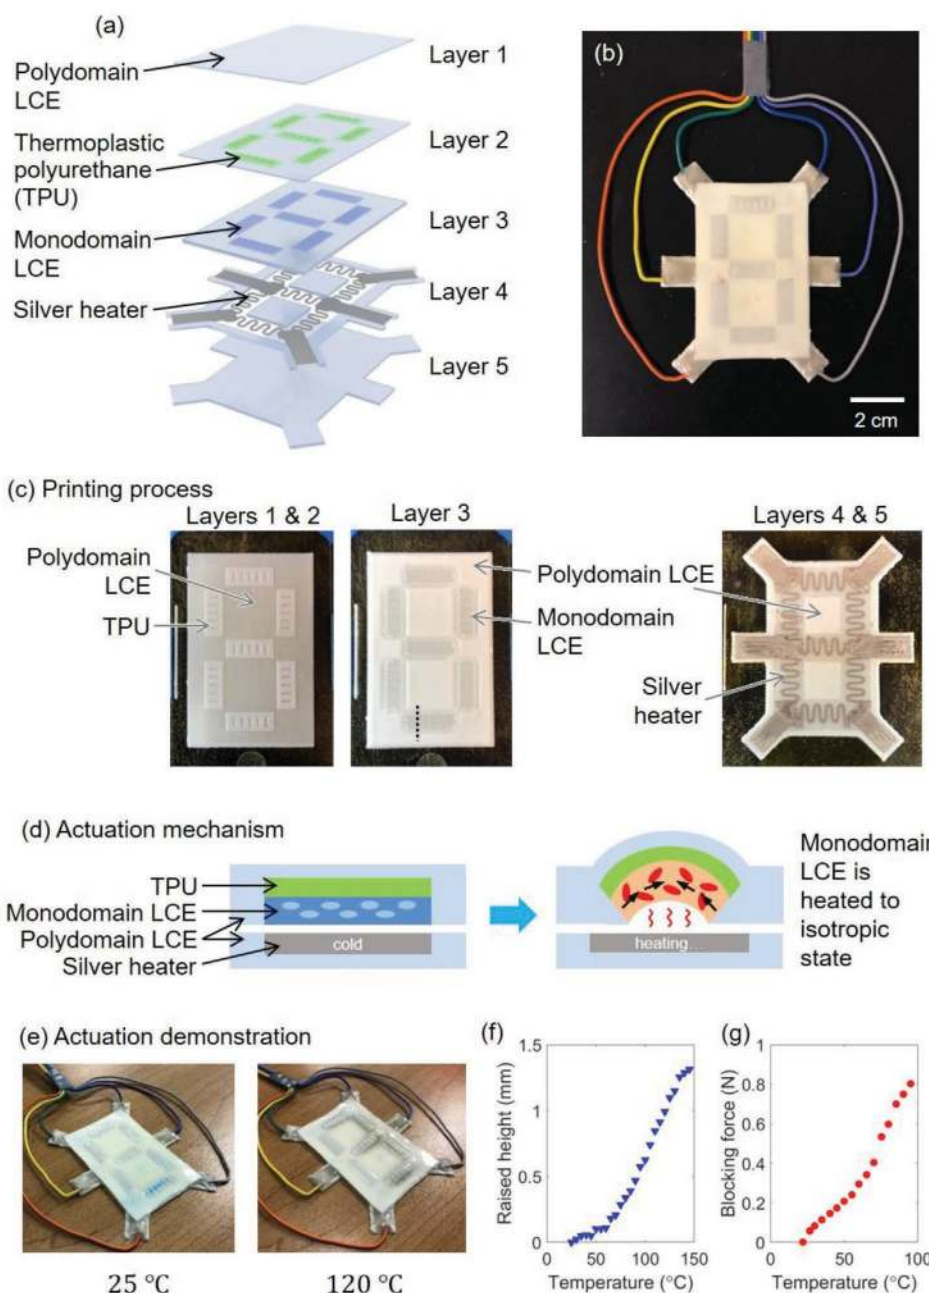 (a)
Layer 1
Polydomain
LCE
Layer 2
Thermoplastic
polyurethane
(TPU)
Layer 3
Monodomain
LCE
Layer 4
Silver heater
Layer 5
(b)
2 cm
(c) Printing process
Layers 1 & 2
Layer 3
Layers 4 & 5
Polydomain
LCE
TPU
Polydomain LCE
Monodomain
LCE
Silver
heater
(d) Actuation mechanism
TPU
Monodomain LCE
Polydomain LCE
Silver heater
cold
heating...
Monodomain
LCE is
heated to
isotropic
state
(e) Actuation demonstration
25 °C
120 °C
(f)
Raised height (mm)
1.5
1
0.5
0
0 50 100 150
Temperature (°C)
(g)
Blocking force (N)
1
0.8
0.6
0.4
0.2
0
0 50 100
Temperature (°C)